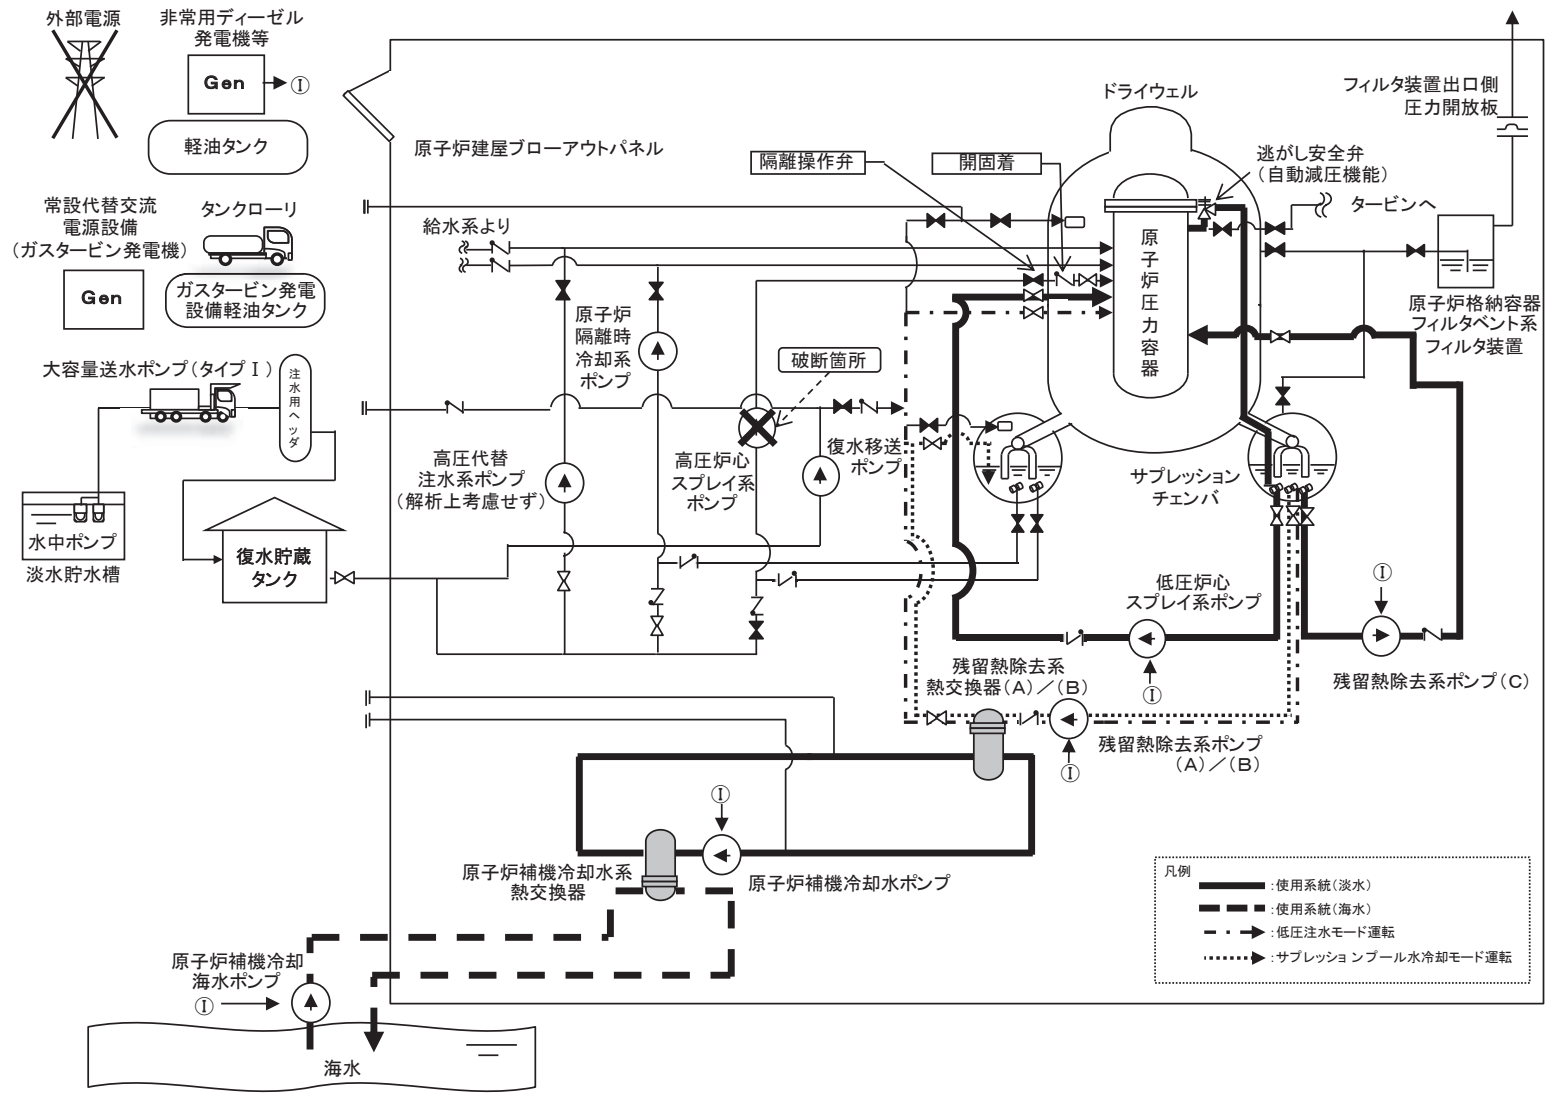 外部電源
非常用ディーゼル
発電機等
Gen
Ⓘ
軽油タンク
常設代替交流
電源設備
(ガスタービン発電機)
Gen
タンクローリ
ガスタービン発電
設備軽油タンク
大容量送水ポンプ(タイプⅠ)
注水用ヘッダ
水中ポンプ
淡水貯水槽
復水貯蔵
タンク
原子炉建屋ブローアウトパネル
給水系より
隔離操作弁
開固着
ドライウェル
逃がし安全弁
(自動減圧機能)
タービンへ
フィルタ装置出口側
圧力開放板
原子炉格納容器
フィルタベント系
フィルタ装置
原子炉圧力容器
原子炉
隔離時
冷却系
ポンプ
破断箇所
高圧代替
注水系ポンプ
(解析上考慮せず)
高圧炉心
スプレイ系
ポンプ
復水移送
ポンプ
サプレッション
チェンバ
低圧炉心
スプレイ系ポンプ
Ⓘ
Ⓘ
残留熱除去系ポンプ(C)
残留熱除去系
熱交換器(A)/(B)
残留熱除去系ポンプ
(A)/(B)
Ⓘ
Ⓘ
原子炉補機冷却水系
熱交換器
原子炉補機冷却水ポンプ
原子炉補機冷却
海水ポンプ
Ⓘ
海水
凡例
:使用系統(淡水)
:使用系統(海水)
:低圧注水モード運転
:サプレッションプール水冷却モード運転